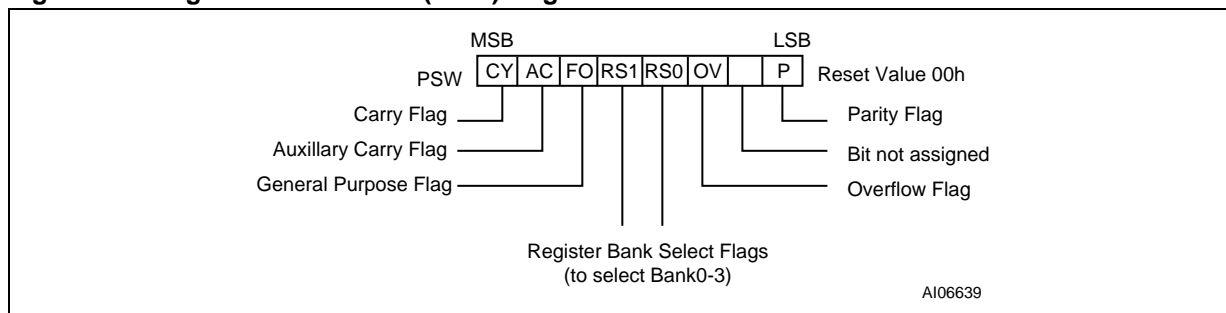 MSB LSB
PSW CY AC FO RS1 RS0 OV P Reset Value 00h
Carry Flag Parity Flag
Auxillary Carry Flag Bit not assigned
General Purpose Flag Overflow Flag
Register Bank Select Flags
(to select Bank0-3)
AI06639